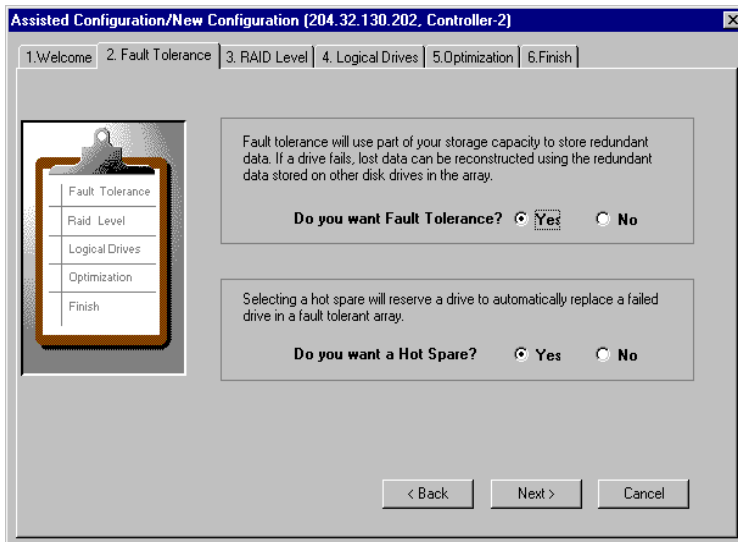 Assisted Configuration/New Configuration (204.32.130.202, Controller-2)
1.Welcome 2. Fault Tolerance 3. RAID Level 4. Logical Drives 5.Optimization 6.Finish
Fault Tolerance
Raid Level
Logical Drives
Optimization
Finish
Fault tolerance will use part of your storage capacity to store redundant
data. If a drive fails, lost data can be reconstructed using the redundant
data stored on other disk drives in the array.
Do you want Fault Tolerance? Yes No
Selecting a hot spare will reserve a drive to automatically replace a failed
drive in a fault tolerant array.
Do you want a Hot Spare? Yes No
< Back Next > Cancel